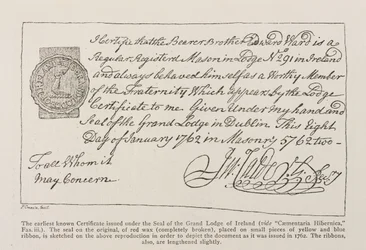 I Certifie that the Bearer Brother Edward Ward is a
Regular Registerd Mason in Lodge No. 91 in Ireland
and always behaced himself as a Worthy Member
of the Fraternity Which appears by the Lodge
Certificate to me Given Under my hand and
Seal of the Grand Lodge in Dublin This Eight
Day of January 1762 in Masonry 5762 two
To all Whom it
May Concern
The earliest known Certificate issued under the Seal of the Grand Lodge of Ireland (vide "Caementaria Hibernica,"
Fas. iii.). The seal on the original, of red wax (completely broken), placed on small pieces of yellow and blue
ribbon, is sketched on the above reproduction in order to depict the document as it was issued in 1762. The ribbons,
also, are lengthened slightly.